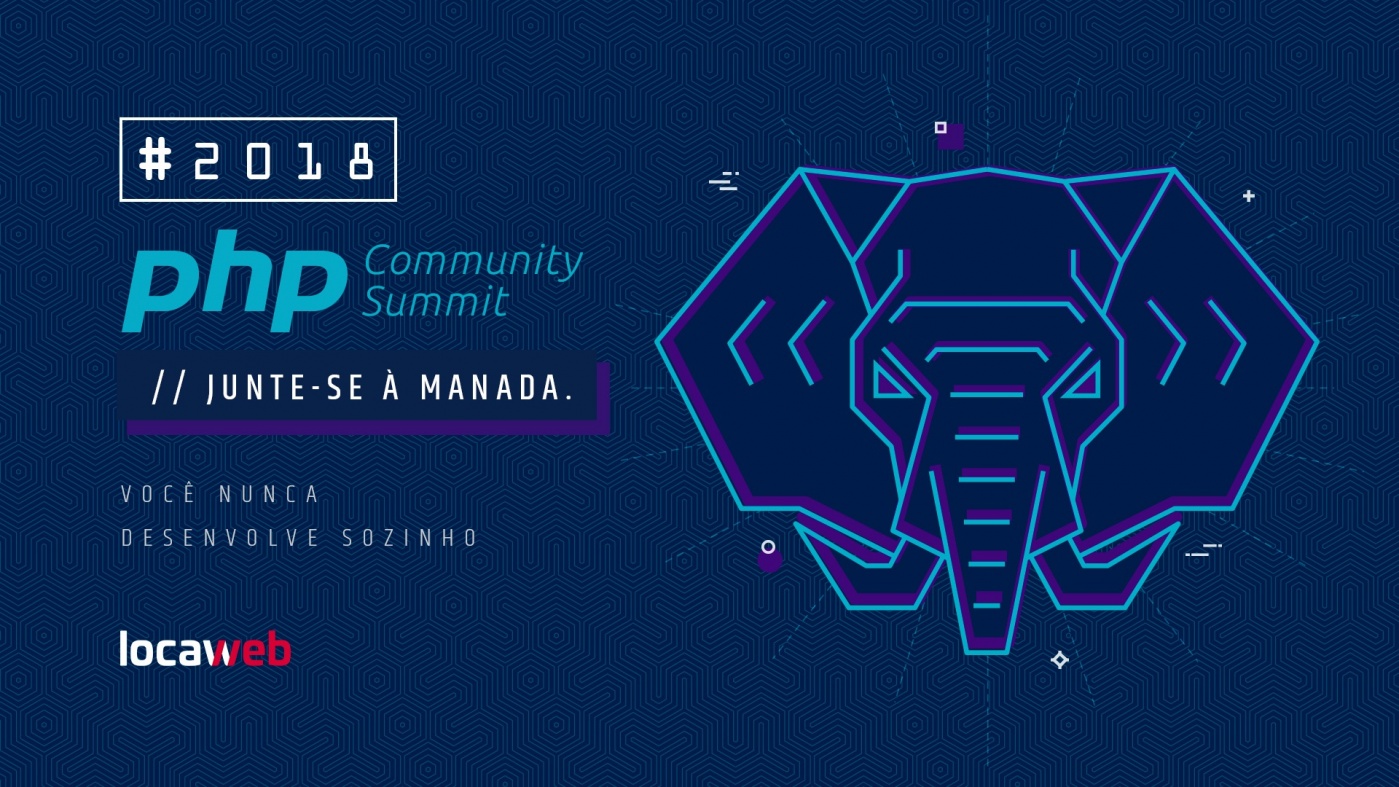 #2018
php Community
Summit
// JUNTE-SE À MANADA.
VOCÊ NUNCA
DESENVOLVE SOZINHO
locaweb